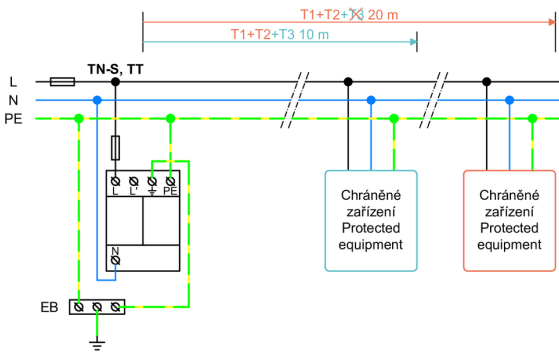 T1+T2+T3 20 m
T1+T2+T3 10 m
TN-S, TT
L
N
PE
L
L'
PE
N
EB
Chráněné
zařízení
Protected
equipment
Chráněné
zařízení
Protected
equipment